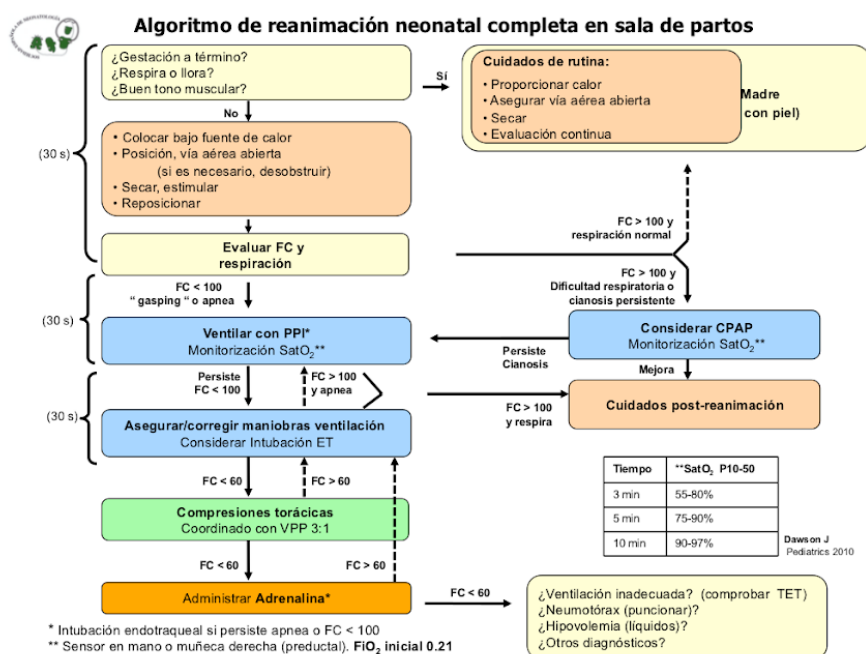 Algoritmo de reanimación neonatal completa en sala de partos
¿Gestación a término?
¿Respira o llora?
¿Buen tono muscular?
Sí
Cuidados de rutina:
• Proporcionar calor
• Asegurar vía aérea abierta
• Secar
• Evaluación continua
Madre
con piel)
No
(30 s)
• Colocar bajo fuente de calor
• Posición, vía aérea abierta
(si es necesario, desobstruir)
• Secar, estimular
• Reposicionar
Evaluar FC y
respiración
FC > 100 y
respiración normal
FC > 100 y
Dificultad respiratoria o
cianosis persistente
FC < 100
“ gasping “ o apnea
(30 s)
Ventilar con PPI*
Monitorización SatO₂**
Considerar CPAP
Monitorización SatO₂**
Persiste
Cianosis
Mejora
Persiste
FC < 100
FC > 100
y apnea
(30 s)
FC > 100
y respira
Cuidados post-reanimación
Asegurar/corregir maniobras ventilación
Considerar Intubación ET
FC < 60
FC > 60
Compresiones torácicas
Coordinado con VPP 3:1
FC < 60
FC > 60
Administrar Adrenalina*
FC < 60
Tiempo **SatO₂ P10-50
3 min 55-80%
5 min 75-90%
10 min 90-97%
Dawson J
Pediatrics 2010
¿Ventilación inadecuada? (comprobar TET)
¿Neumotórax (puncionar)?
¿Hipovolemia (líquidos)?
¿Otros diagnósticos?
* Intubación endotraqueal si persiste apnea o FC < 100
** Sensor en mano o muñeca derecha (preductal). FiO₂ inicial 0.21